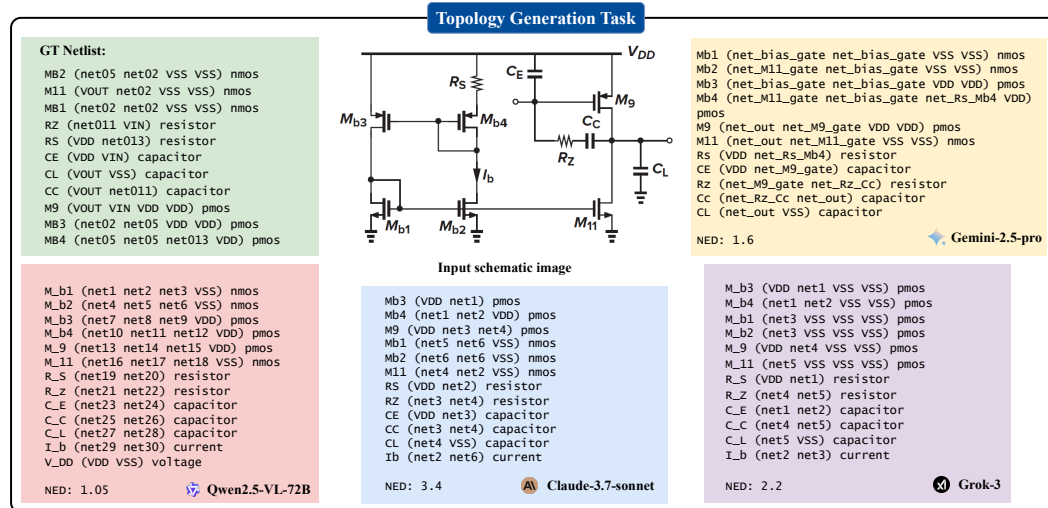 Topology Generation Task
GT Netlist:
MB2 (net05 net02 VSS VSS) nmos
M11 (VOUT net02 VSS VSS) nmos
MB1 (net02 net02 VSS VSS) nmos
RZ (net011 VIN) resistor
RS (VDD net013) resistor
CE (VDD VIN) capacitor
CL (VOUT VSS) capacitor
CC (VOUT net011) capacitor
M9 (VOUT VIN VDD VDD) pmos
MB3 (net02 net05 VDD VDD) pmos
MB4 (net05 net05 net013 VDD) pmos
VDD
CE
RS
M9
Mb3
Mb4
CC
RZ
CL
Ib
Mb1
Mb2
M11
Input schematic image
Mb1 (net_bias_gate net_bias_gate VSS VSS) nmos
Mb2 (net_M11_gate net_bias_gate VSS VSS) nmos
Mb3 (net_bias_gate net_bias_gate VDD VDD) pmos
Mb4 (net_M11_gate net_bias_gate net_Rs_Mb4 VDD)
pmos
M9 (net_out net_M9_gate VDD VDD) pmos
M11 (net_out net_M11_gate VSS VSS) nmos
Rs (VDD net_Rs_Mb4) resistor
CE (VDD net_M9_gate) capacitor
Rz (net_M9_gate net_Rz_Cc) resistor
Cc (net_Rz_Cc net_out) capacitor
CL (net_out VSS) capacitor
NED: 1.6
Gemini-2.5-pro
M_b1 (net1 net2 net3 VSS) nmos
M_b2 (net4 net5 net6 VSS) nmos
M_b3 (net7 net8 net9 VDD) pmos
M_b4 (net10 net11 net12 VDD) pmos
M_9 (net13 net14 net15 VDD) pmos
M_11 (net16 net17 net18 VSS) nmos
R_S (net19 net20) resistor
R_z (net21 net22) resistor
C_E (net23 net24) capacitor
C_C (net25 net26) capacitor
C_L (net27 net28) capacitor
I_b (net29 net30) current
V_DD (VDD VSS) voltage
NED: 1.05
Qwen2.5-VL-72B
Mb3 (VDD net1) pmos
Mb4 (net1 net2 VDD) pmos
M9 (VDD net3 net4) pmos
Mb1 (net5 net6 VSS) nmos
Mb2 (net6 net6 VSS) nmos
M11 (net4 net2 VSS) nmos
RS (VDD net2) resistor
RZ (net3 net4) resistor
CE (VDD net3) capacitor
CC (net3 net4) capacitor
CL (net4 VSS) capacitor
Ib (net2 net6) current
NED: 3.4
Claude-3.7-sonnet
M_b3 (VDD net1 VSS VSS) pmos
M_b4 (net1 net2 VSS VSS) pmos
M_b1 (net3 VSS VSS VSS) pmos
M_b2 (net3 VSS VSS VSS) pmos
M_9 (VDD net4 VSS VSS) pmos
M_11 (net5 VSS VSS VSS) pmos
R_S (VDD net1) resistor
R_Z (net4 net5) resistor
C_E (net1 net2) capacitor
C_C (net4 net5) capacitor
C_L (net5 VSS) capacitor
I_b (net2 net3) current
NED: 2.2
Grok-3